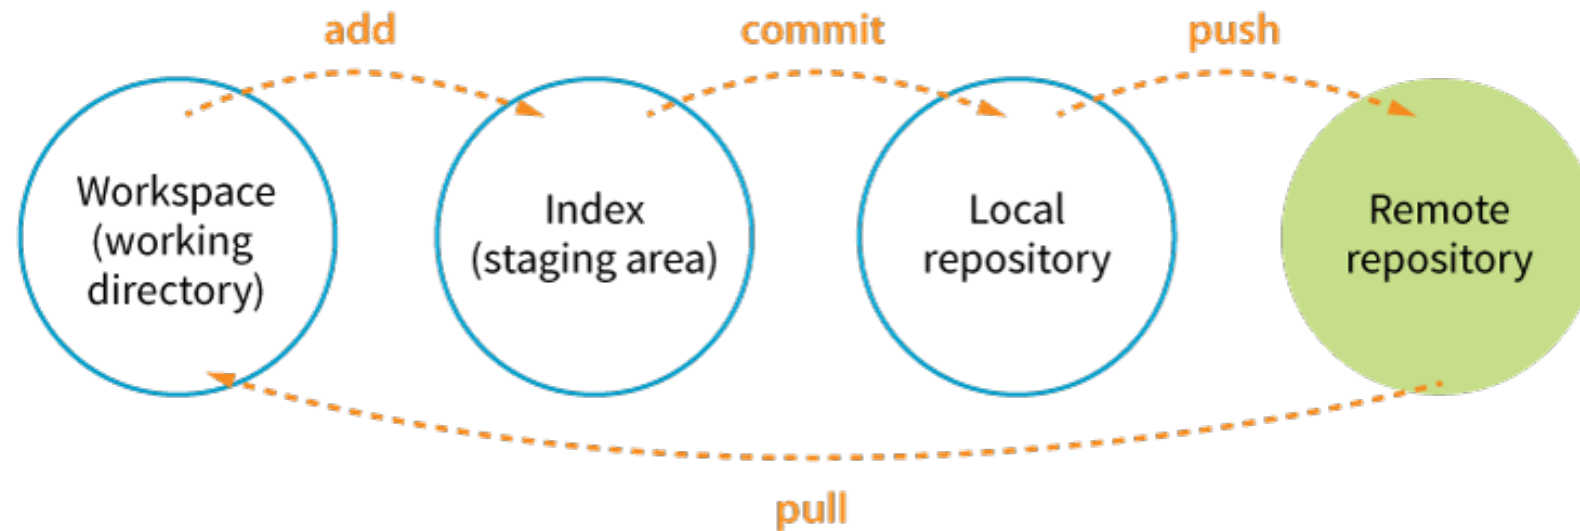 add
commit
push
Workspace
(working
directory)
Index
(staging area)
Local
repository
Remote
repository
pull